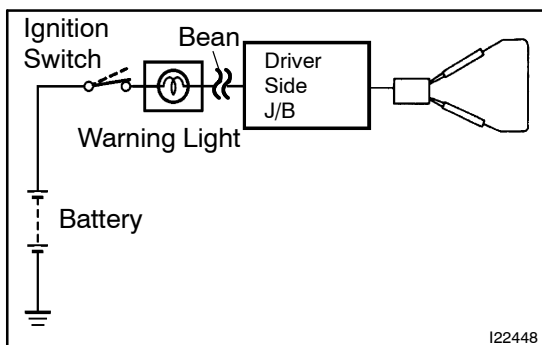 Ignition
Switch
Bean
Driver
Side
J/B
Warning Light
Battery
I22448